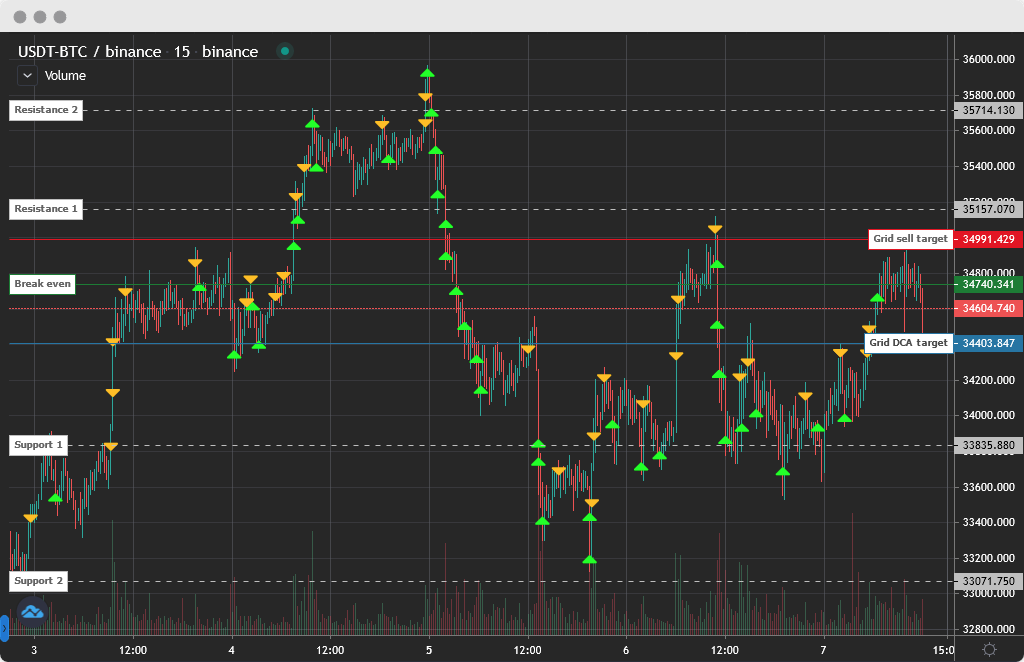 USDT-BTC / binance · 15 · binance
Volume
36000.000
35800.000
Resistance 2
35714.130
35600.000
35400.000
35200.000
Resistance 1
35157.070
Grid sell target
34991.429
34800.000
Break even
34740.341
34604.740
Grid DCA target
34403.847
34200.000
34000.000
Support 1
33835.880
33600.000
33400.000
33200.000
Support 2
33071.750
33000.000
32800.000
3 12:00 4 12:00 5 12:00 6 12:00 7 15:0